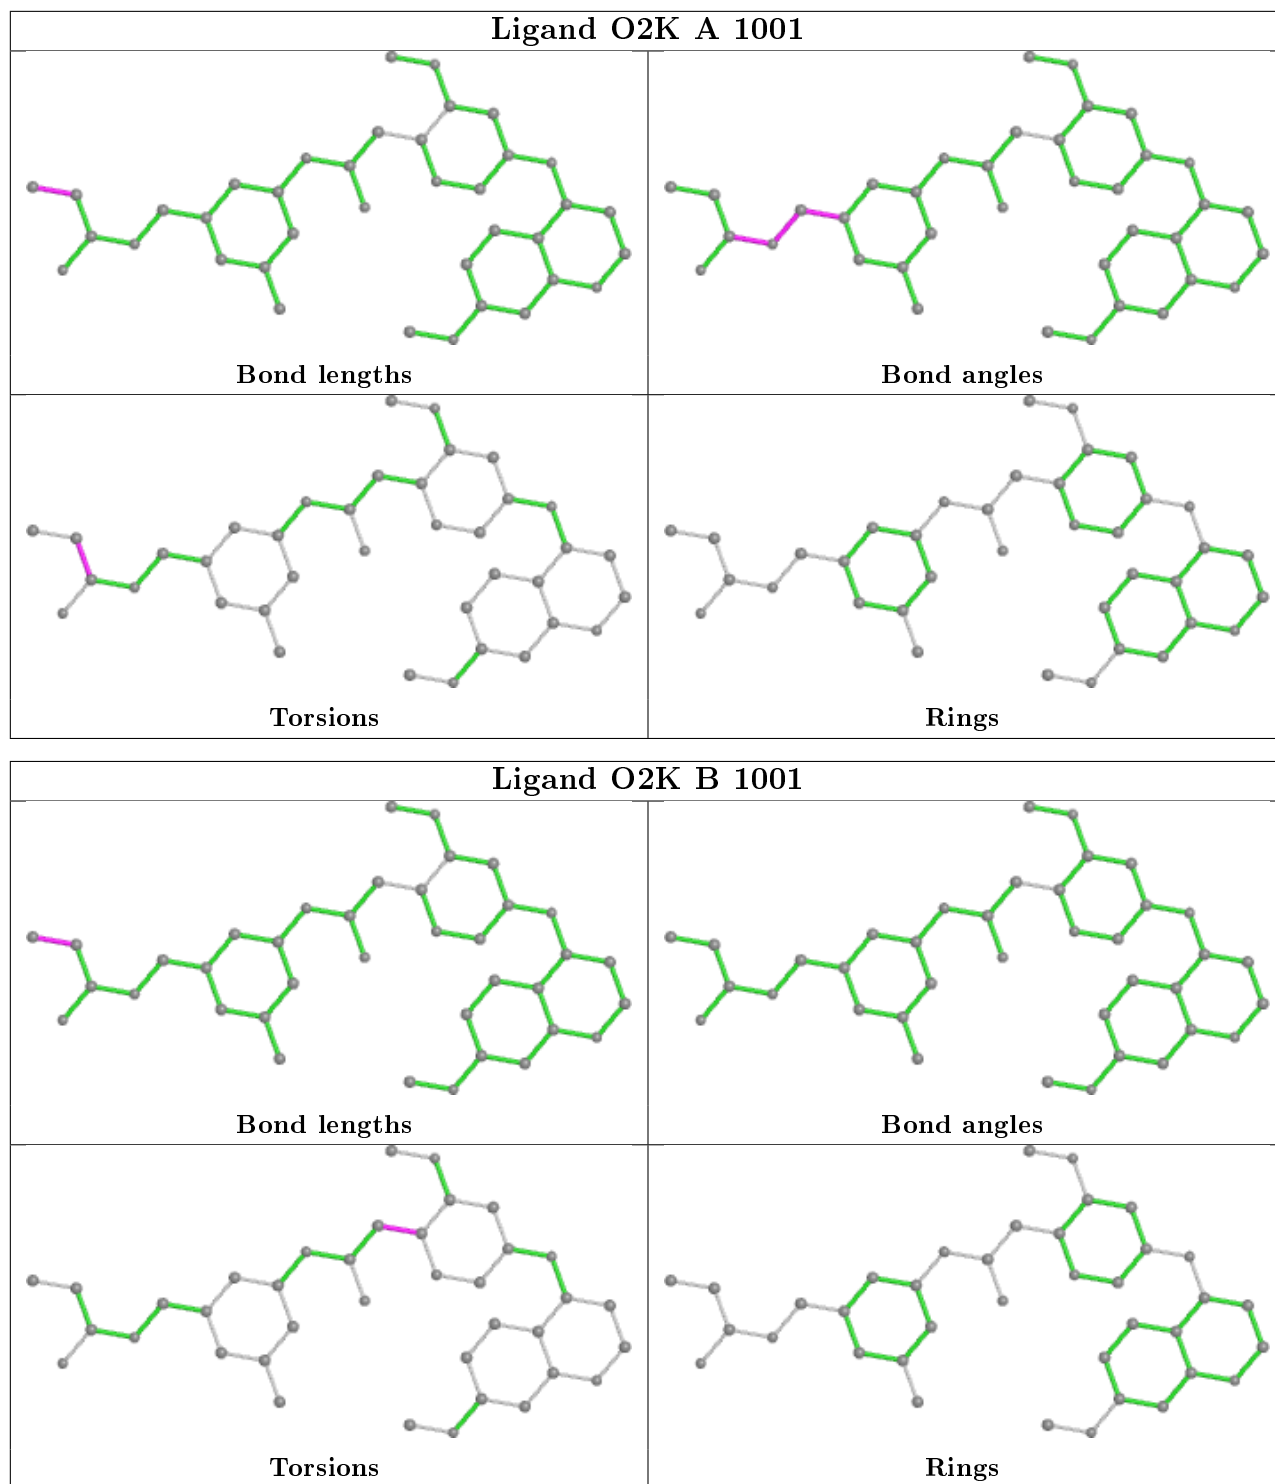 Ligand O2K A 1001
Bond lengths
Bond angles
Torsions
Rings
Ligand O2K B 1001
Bond lengths
Bond angles
Torsions
Rings